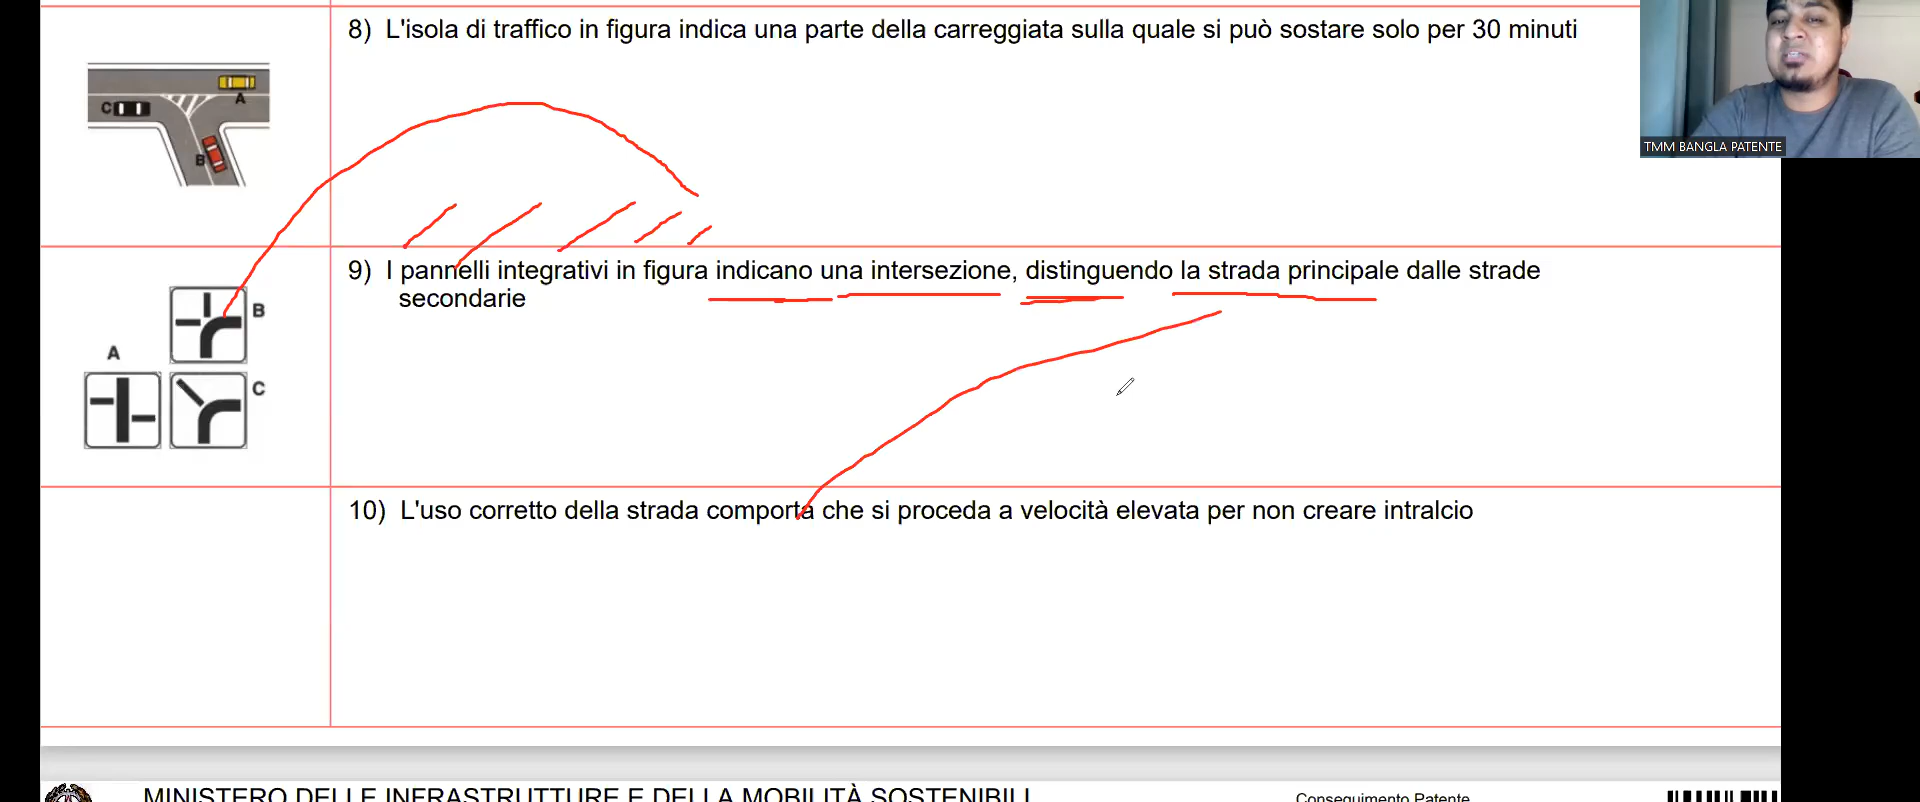 8) L'isola di traffico in figura indica una parte della carreggiata sulla quale si può sostare solo per 30 minuti
A
C
B
TMM BANGLA PATENTE
9) I pannelli integrativi in figura indicano una intersezione, distinguendo la strada principale dalle strade
secondarie
B
A
C
10) L'uso corretto della strada comporta che si proceda a velocità elevata per non creare intralcio
MINISTERO DELLE INFRASTRUTTURE E DELLA MOBILITÀ SOSTENIBILI
Conseguimento Patente